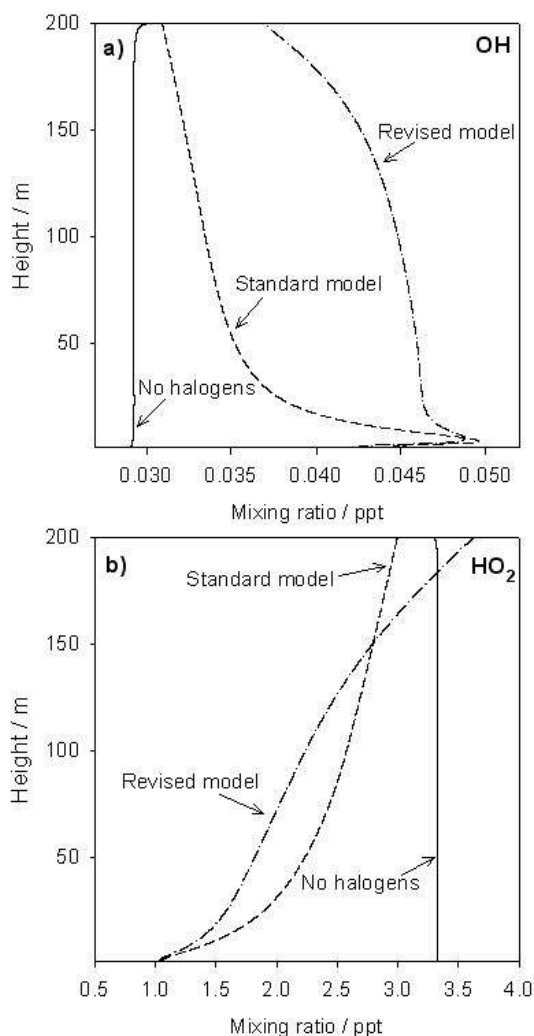 200
a)
OH
150
Revised model
Height / m
100
Standard model
50
No halogens
0.030 0.035 0.040 0.045 0.050
Mixing ratio / ppt
200
b)
HO₂
Standard model
150
Height / m
100
Revised model
50
No halogens
0.5 1.0 1.5 2.0 2.5 3.0 3.5 4.0
Mixing ratio / ppt